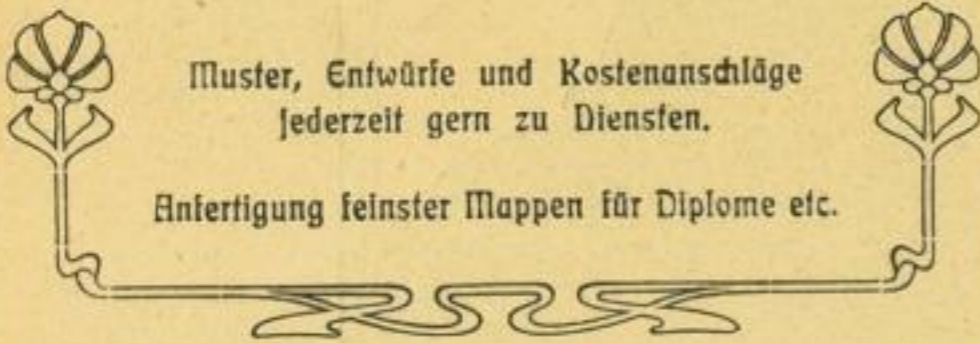 Muster, Entwürfe und Kostenanschläge
jederzeit gern zu Diensten.
Anfertigung feinster Mappen für Diplome etc.